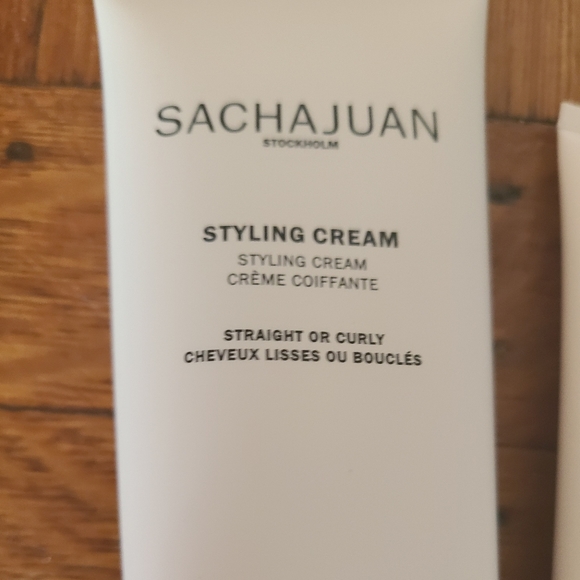 SACHAJUAN
STOCKHOLM
STYLING CREAM
STYLING CREAM
CRÈME COIFFANTE
STRAIGHT OR CURLY
CHEVEUX LISSES OU BOUCLÉS